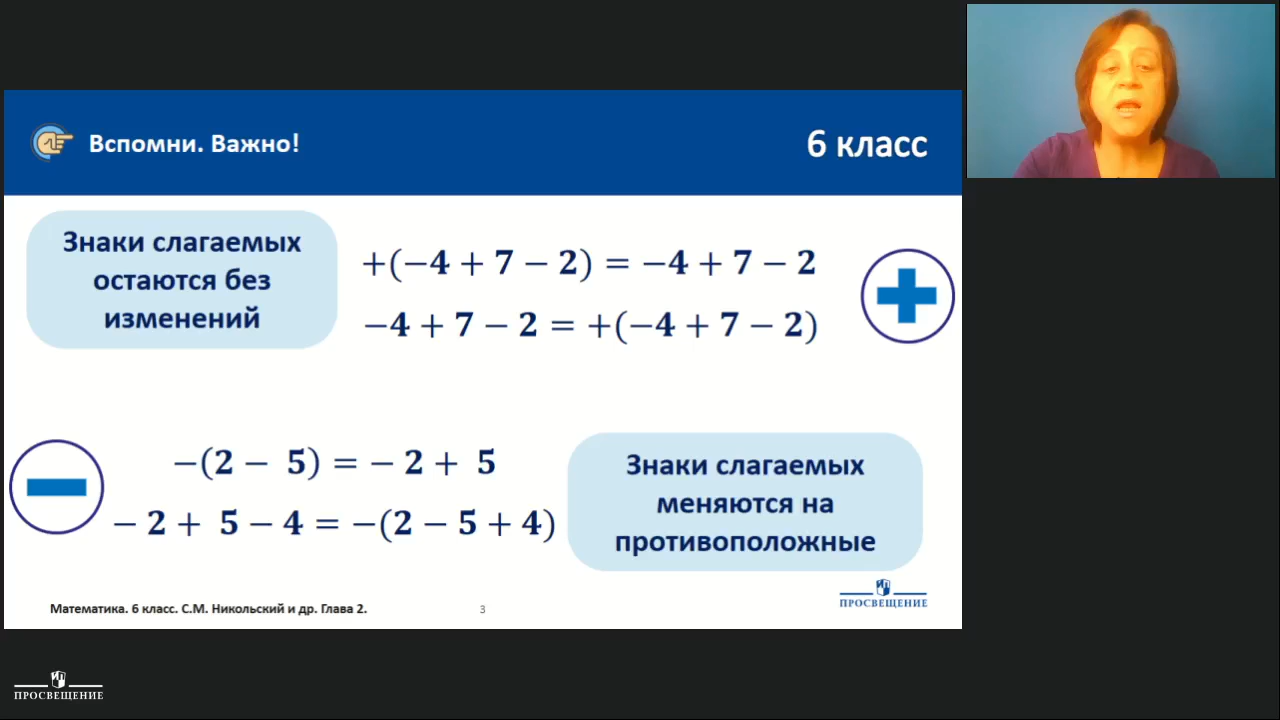 Вспомни. Важно!
6 класс
Знаки слагаемых
остаются без
изменений
+(−4 + 7 − 2) = −4 + 7 − 2
−4 + 7 − 2 = +(−4 + 7 − 2)
−(2 − 5) = − 2 + 5
− 2 + 5 − 4 = −(2 − 5 + 4)
Знаки слагаемых
меняются на
противоположные
Математика. 6 класс. С.М. Никольский и др. Глава 2.
3
ПРОСВЕЩЕНИЕ
ПРОСВЕЩЕНИЕ